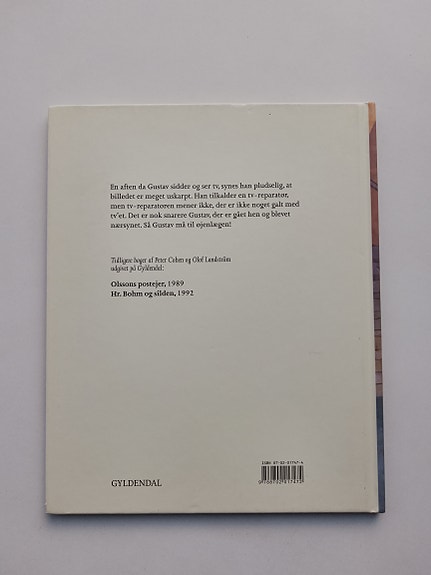 En aften da Gustav sidder og ser tv, synes han pludselig, at
billedet er meget uskarpt. Han tilkalder en tv-reparatør,
men tv-reparatøren mener ikke, der er ikke noget galt med
tv'et. Det er nok snarere Gustav, der er gået hen og blevet
nærsynet. Så Gustav må til øjenlægen!
Tidligere bøger af Peter Cohen og Olof Landström
udgivet på Gyldendal:
Olssons postejer, 1989
Hr. Bohm og silden, 1992
GYLDENDAL